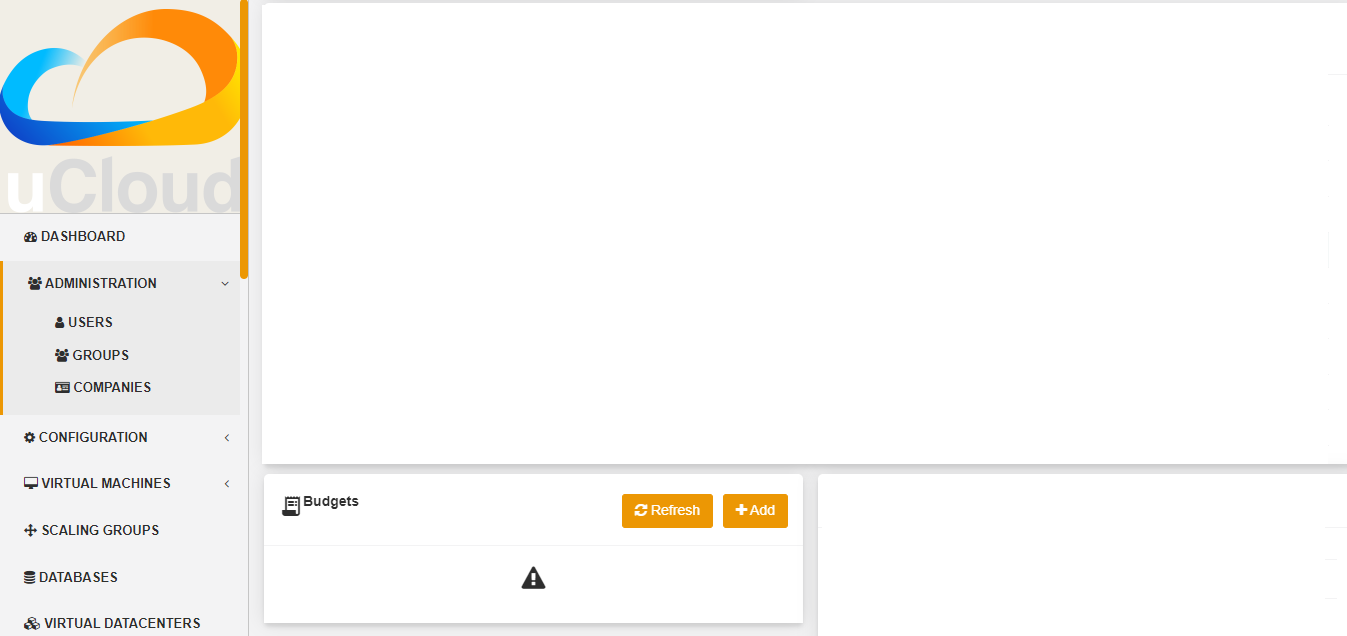 uCloud
DASHBOARD
ADMINISTRATION
USERS
GROUPS
COMPANIES
CONFIGURATION
VIRTUAL MACHINES
SCALING GROUPS
DATABASES
VIRTUAL DATACENTERS
Budgets
Refresh
Add